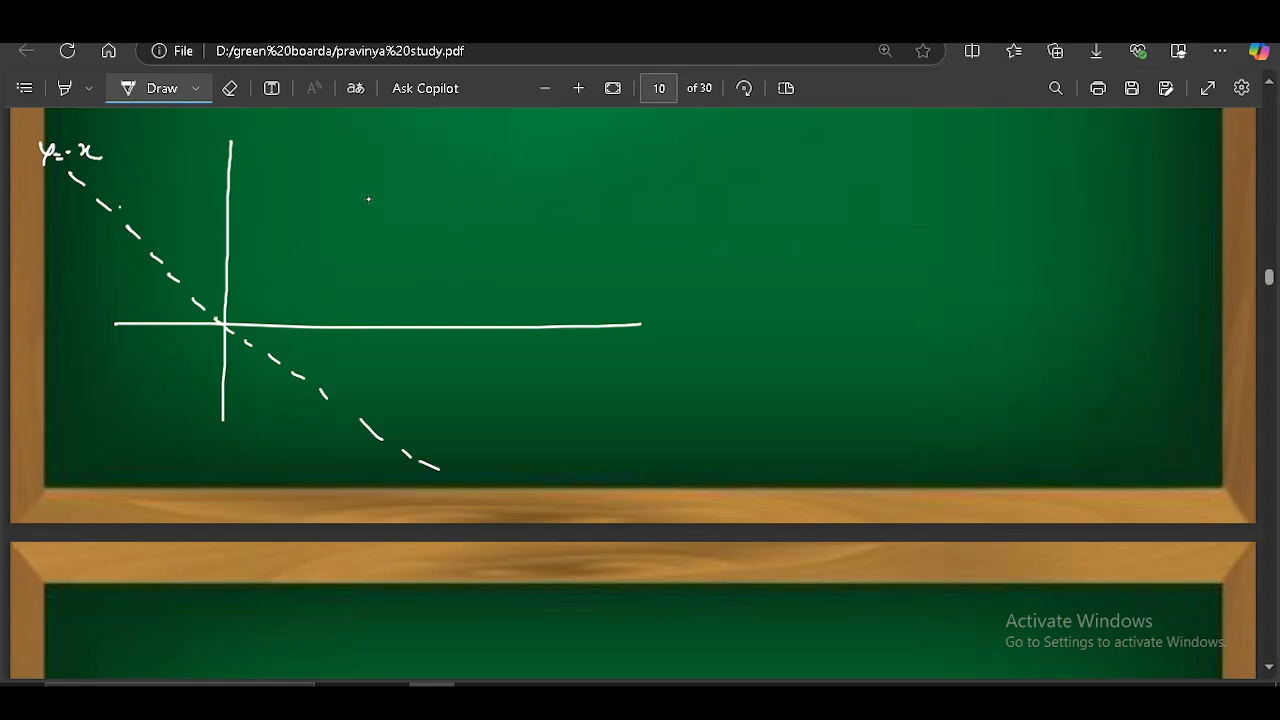 File D:/green%20boarda/pravinya%20study.pdf
Draw Ask Copilot 10 of 30
y=-x
Activate Windows
Go to Settings to activate Windows.